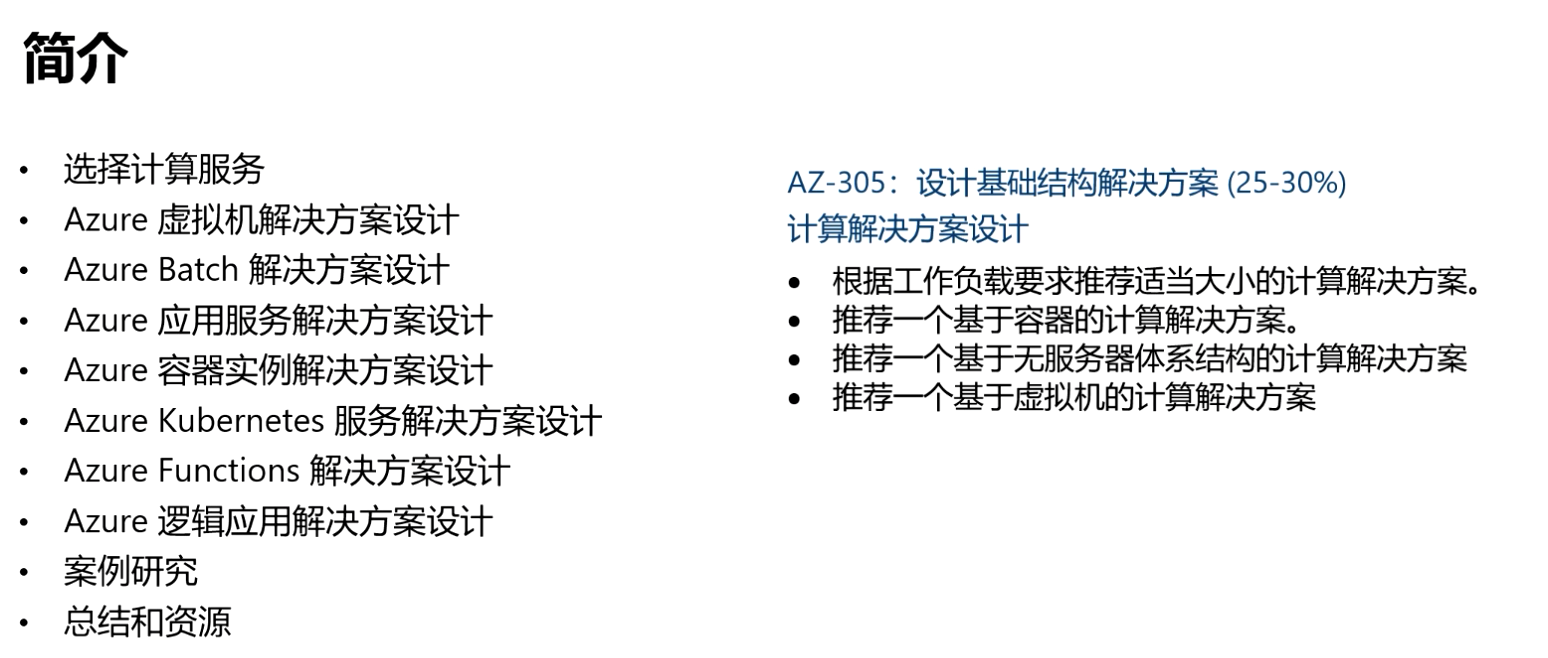 简介
• 选择计算服务
• Azure 虚拟机解决方案设计
• Azure Batch 解决方案设计
• Azure 应用服务解决方案设计
• Azure 容器实例解决方案设计
• Azure Kubernetes 服务解决方案设计
• Azure Functions 解决方案设计
• Azure 逻辑应用解决方案设计
• 案例研究
• 总结和资源
AZ-305：设计基础结构解决方案 (25-30%)
计算解决方案设计
• 根据工作负载要求推荐适当大小的计算解决方案。
• 推荐一个基于容器的计算解决方案。
• 推荐一个基于无服务器体系结构的计算解决方案
• 推荐一个基于虚拟机的计算解决方案